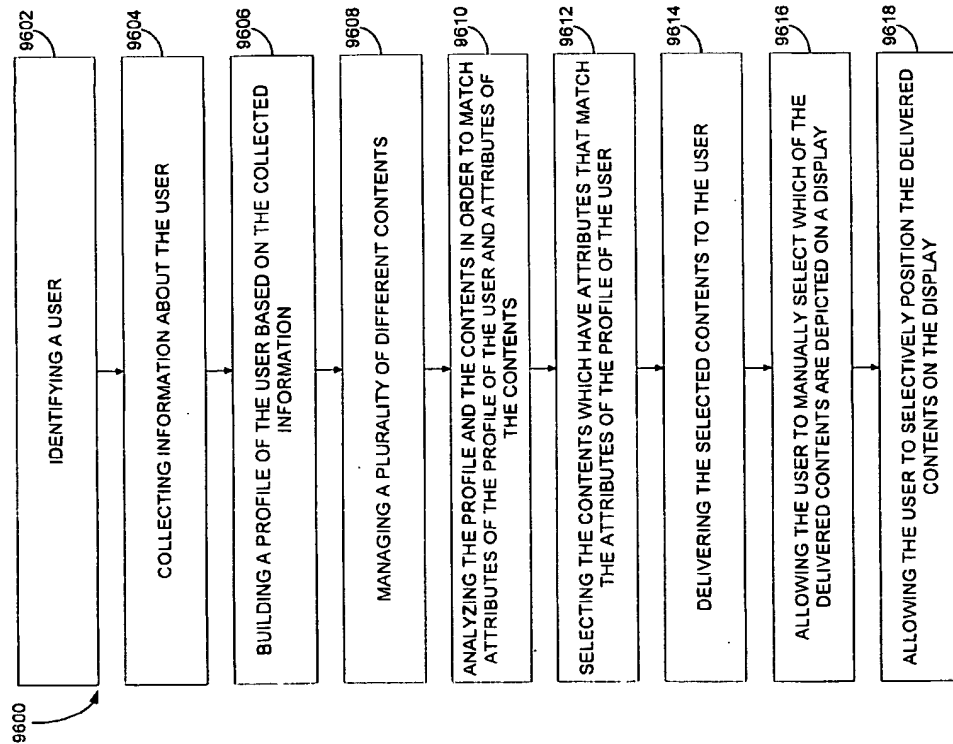 9600
9602
IDENTIFYING A USER
9604
COLLECTING INFORMATION ABOUT THE USER
9606
BUILDING A PROFILE OF THE USER BASED ON THE COLLECTED
INFORMATION
9608
MANAGING A PLURALITY OF DIFFERENT CONTENTS
9610
ANALYZING THE PROFILE AND THE CONTENTS IN ORDER TO MATCH
ATTRIBUTES OF THE PROFILE OF THE USER AND ATTRIBUTES OF
THE CONTENTS
9612
SELECTING THE CONTENTS WHICH HAVE ATTRIBUTES THAT MATCH
THE ATTRIBUTES OF THE PROFILE OF THE USER
9614
DELIVERING THE SELECTED CONTENTS TO THE USER
9616
ALLOWING THE USER TO MANUALLY SELECT WHICH OF THE
DELIVERED CONTENTS ARE DEPICTED ON A DISPLAY
9618
ALLOWING THE USER TO SELECTIVELY POSITION THE DELIVERED
CONTENTS ON THE DISPLAY